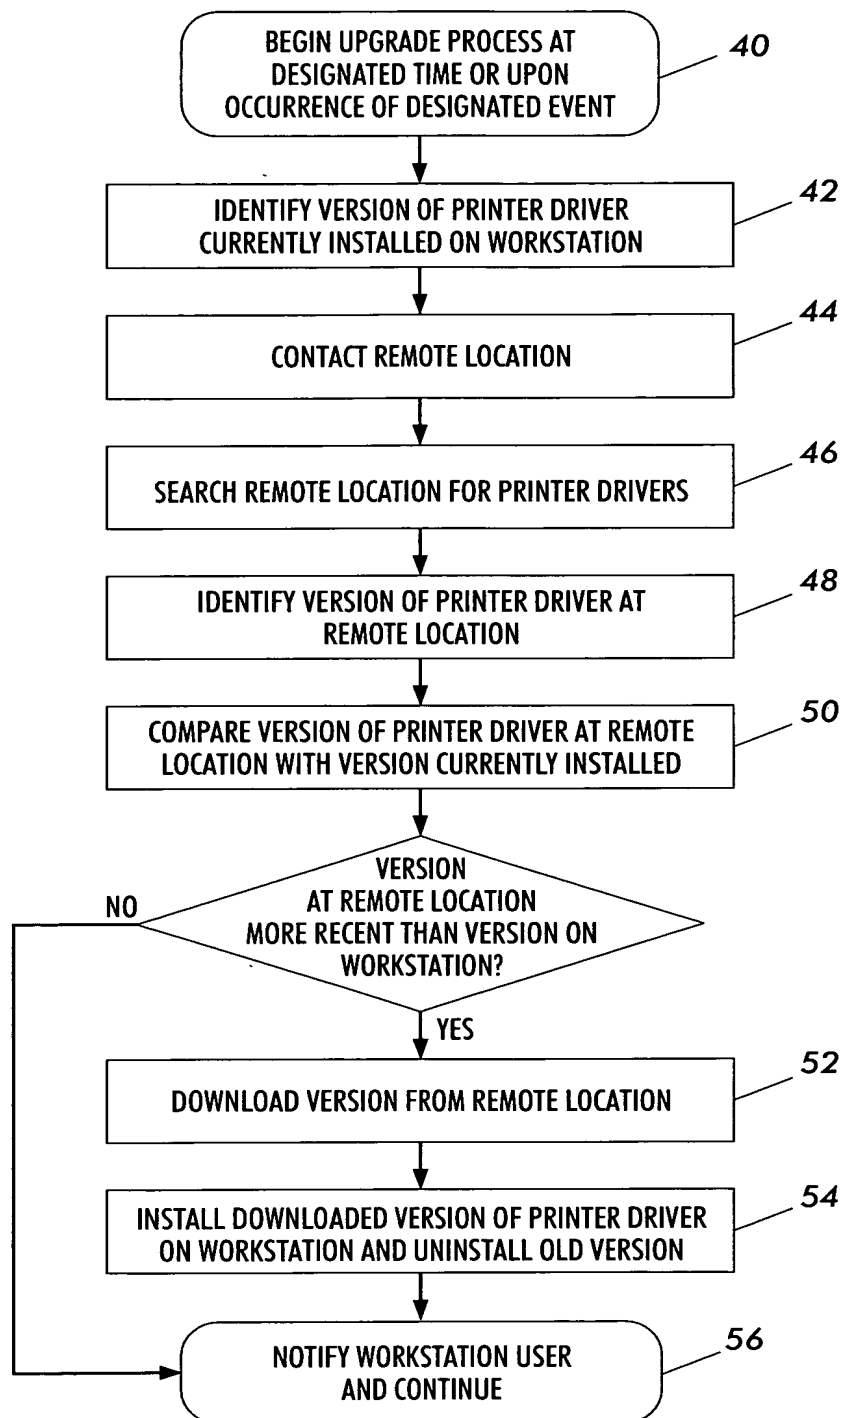 BEGIN UPGRADE PROCESS AT
DESIGNATED TIME OR UPON
OCCURRENCE OF DESIGNATED EVENT
40
IDENTIFY VERSION OF PRINTER DRIVER
CURRENTLY INSTALLED ON WORKSTATION
42
CONTACT REMOTE LOCATION
44
SEARCH REMOTE LOCATION FOR PRINTER DRIVERS
46
IDENTIFY VERSION OF PRINTER DRIVER AT
REMOTE LOCATION
48
COMPARE VERSION OF PRINTER DRIVER AT REMOTE
LOCATION WITH VERSION CURRENTLY INSTALLED
50
VERSION
AT REMOTE LOCATION
MORE RECENT THAN VERSION ON
WORKSTATION?
NO
YES
DOWNLOAD VERSION FROM REMOTE LOCATION
52
INSTALL DOWNLOADED VERSION OF PRINTER DRIVER
ON WORKSTATION AND UNINSTALL OLD VERSION
54
NOTIFY WORKSTATION USER
AND CONTINUE
56